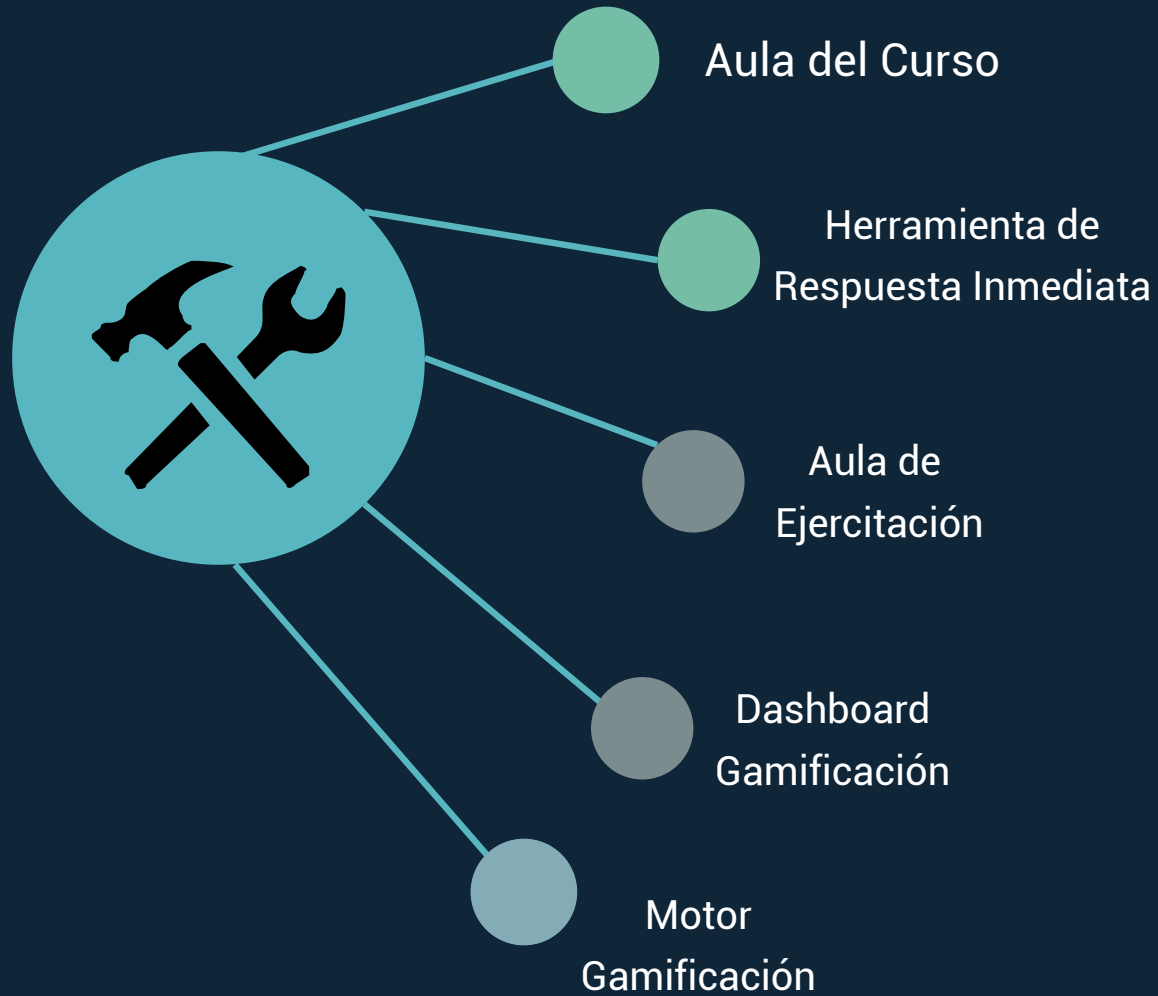 Aula del Curso
Herramienta de
Respuesta Inmediata
Aula de
Ejercitación
Dashboard
Gamificación
Motor
Gamificación